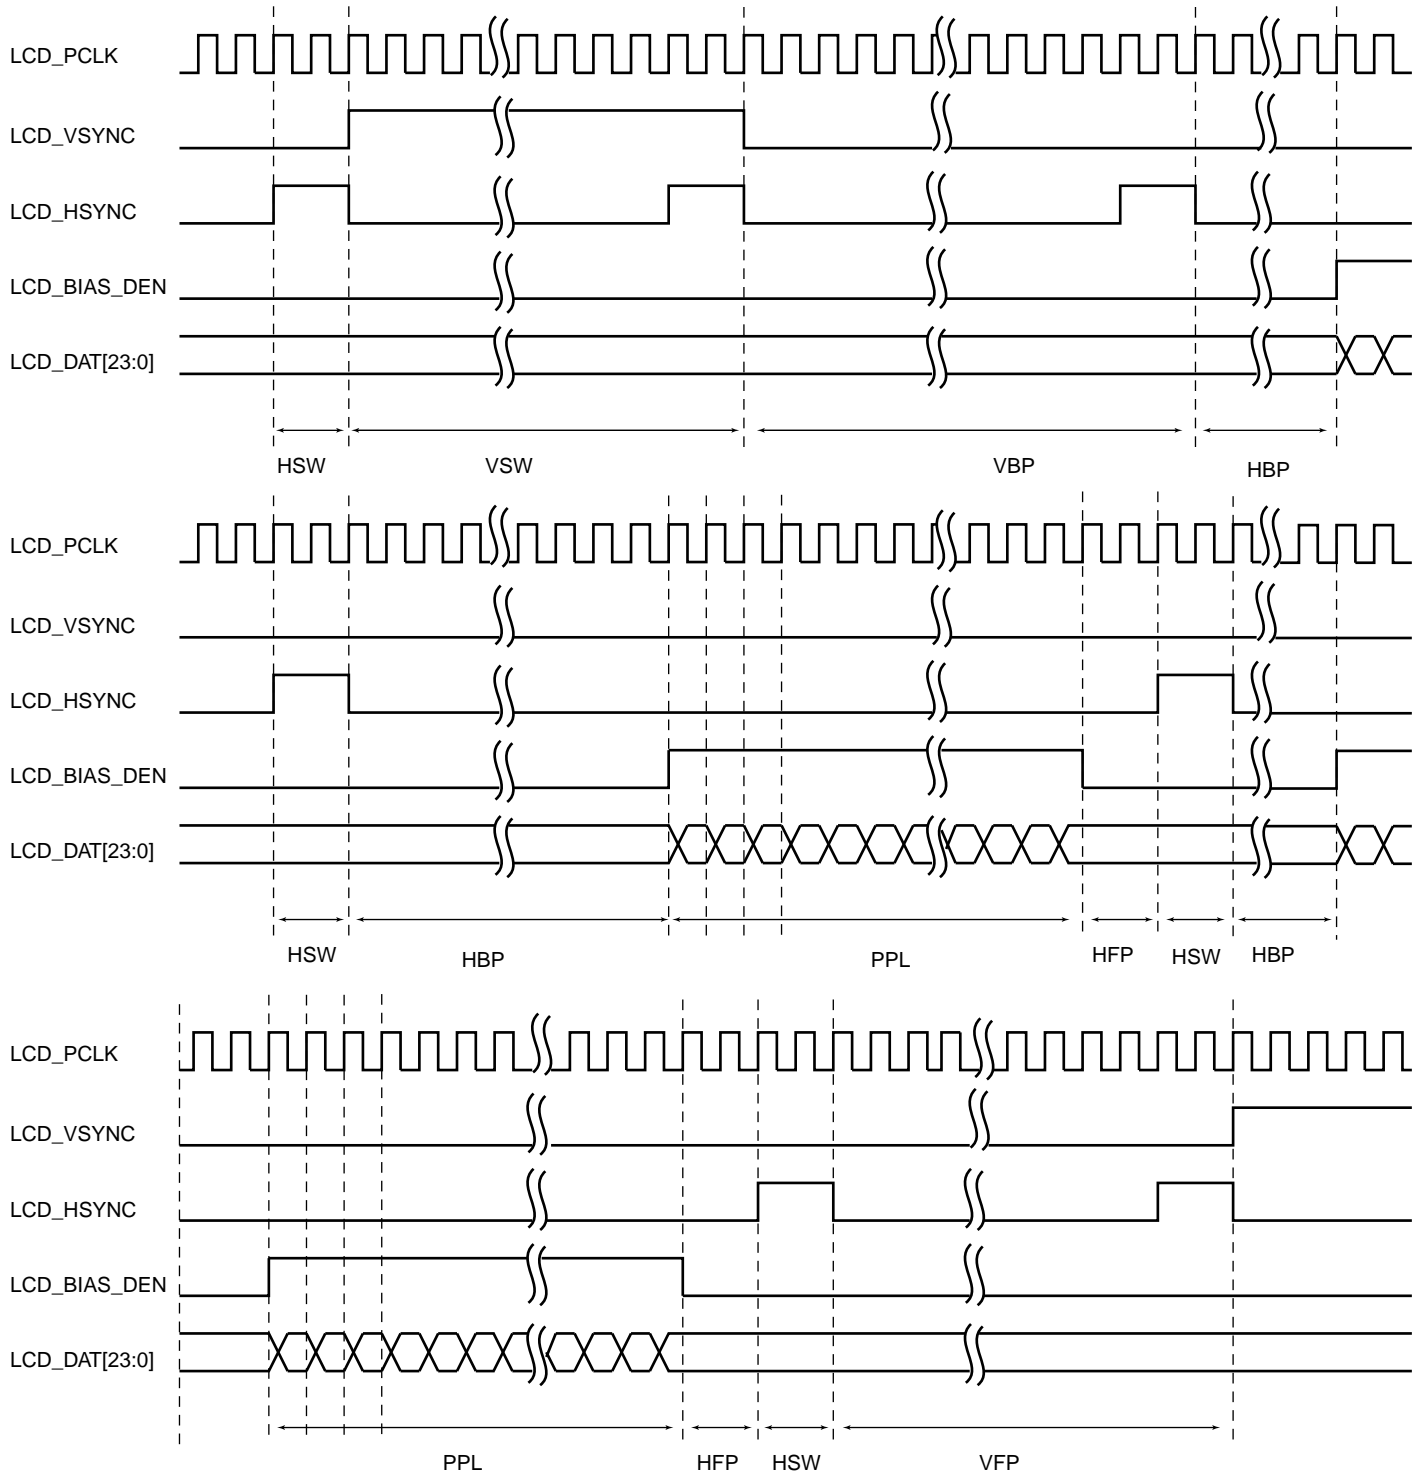 LCD_PCLK
LCD_VSYNC
LCD_HSYNC
LCD_BIAS_DEN
LCD_DAT[23:0]
HSW VSW VBP HBP
LCD_PCLK
LCD_VSYNC
LCD_HSYNC
LCD_BIAS_DEN
LCD_DAT[23:0]
HSW HBP PPL HFP HSW HBP
LCD_PCLK
LCD_VSYNC
LCD_HSYNC
LCD_BIAS_DEN
LCD_DAT[23:0]
PPL HFP HSW VFP